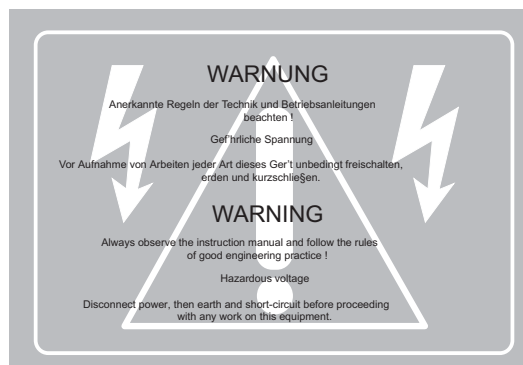 WARNUNG
Anerkannte Regeln der Technik und Betriebsanleitungen
beachten !
Gef'hrliche Spannung
Vor Aufnahme von Arbeiten jeder Art dieses Ger't unbedingt freischalten,
erden und kurzschlie§en.
WARNING
Always observe the instruction manual and follow the rules
of good engineering practice !
Hazardous voltage
Disconnect power, then earth and short-circuit before proceeding
with any work on this equipment.